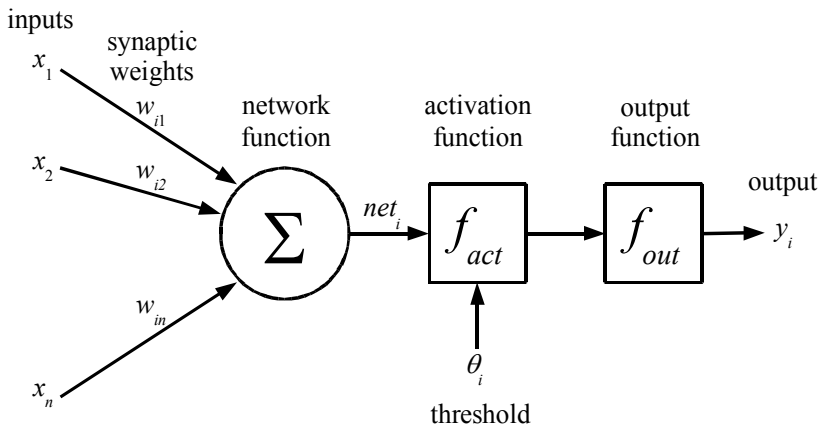 inputs
synaptic
weights
x1
wi1
network
function
activation
function
output
function
x2
wi2
neti
output
Σ
fact
fout
yi
win
θi
xn
threshold